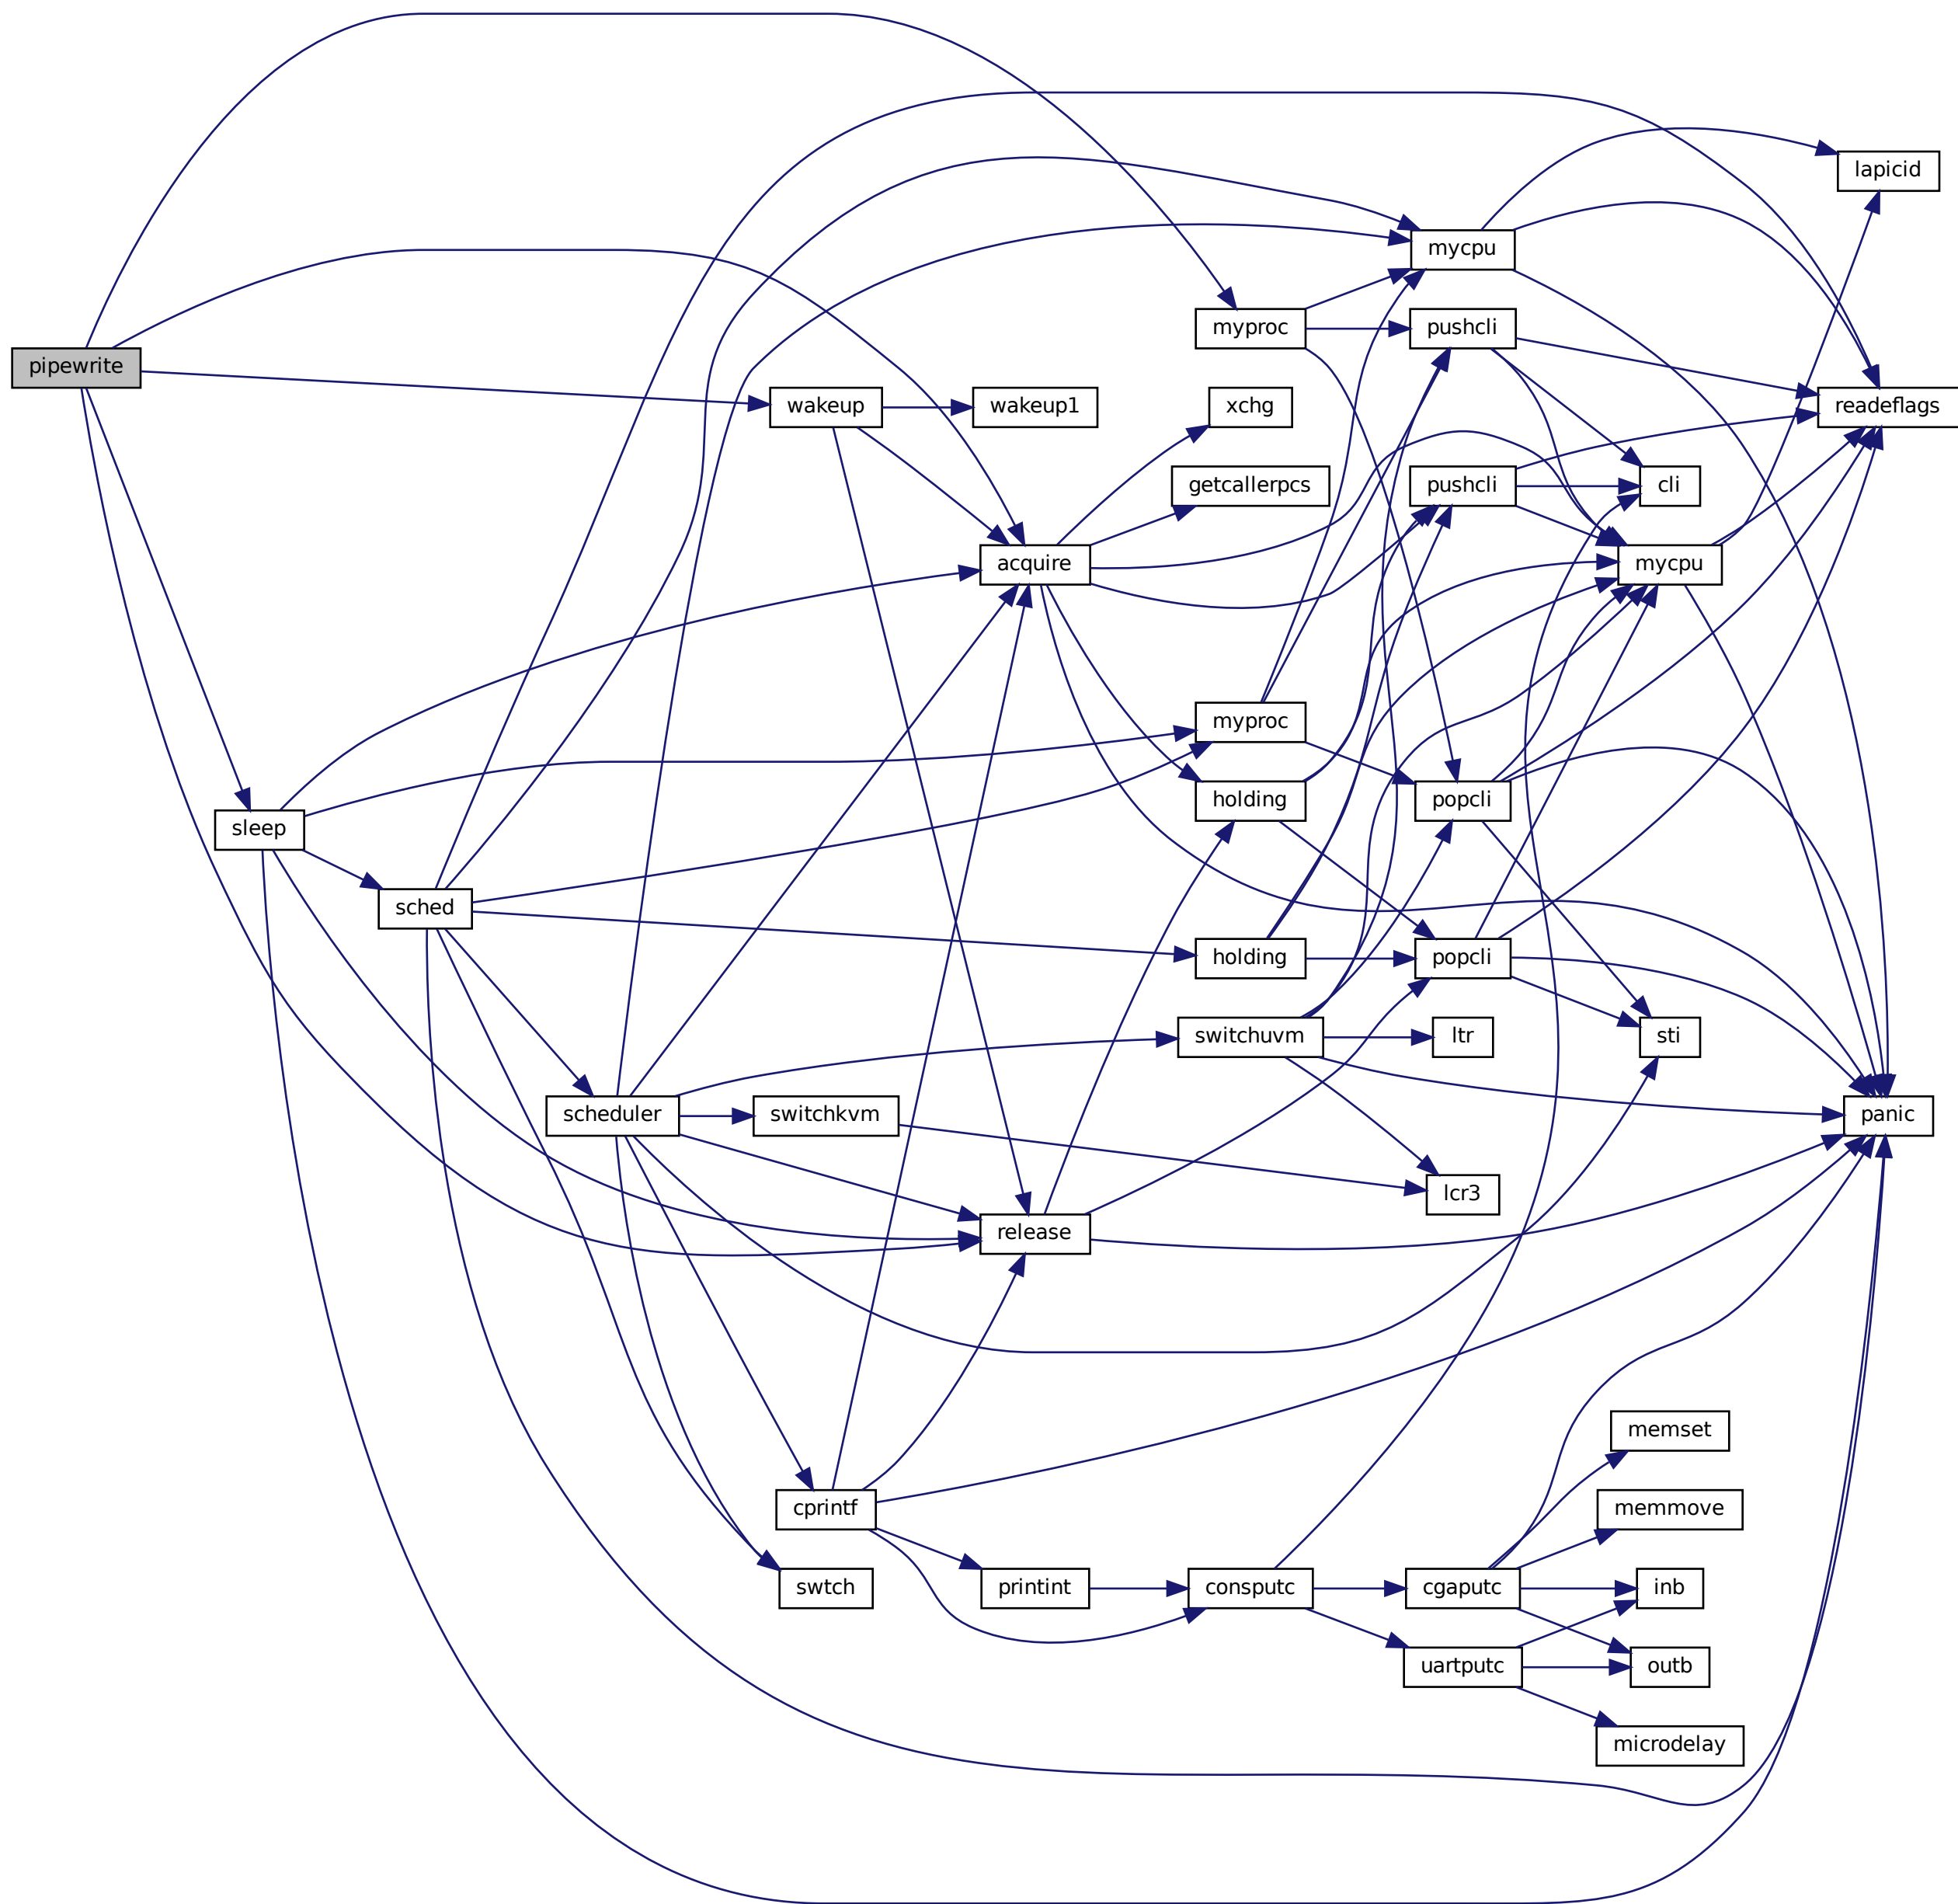 pipewrite
sleep
sched
scheduler
wakeup
switchkvm
cprintf
swtch
wakeup1
acquire
release
printint
myproc
xchg
getcallerpcs
myproc
holding
holding
switchuvm
consputc
mycpu
pushcli
pushcli
popcli
popcli
ltr
lcr3
cgaputc
uartputc
cli
mycpu
sti
memset
memmove
inb
outb
microdelay
lapicid
readeflags
panic